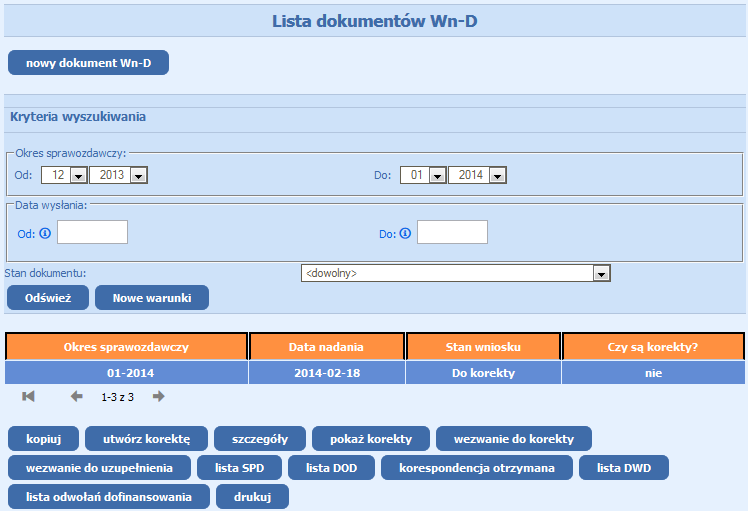 Lista dokumentów Wn-D
nowy dokument Wn-D
Kryteria wyszukiwania
Okres sprawozdawczy:
Od: 12 2013 Do: 01 2014
Data wysłania:
Od: Do:
Stan dokumentu: <dowolny>
Odśwież Nowe warunki
Okres sprawozdawczy Data nadania Stan wniosku Czy są korekty?
01-2014 2014-02-18 Do korekty nie
1-3 z 3
kopiuj utwórz korektę szczegóły pokaż korekty wezwanie do korekty
wezwanie do uzupełnienia lista SPD lista DOD korespondencja otrzymana lista DWD
lista odwołań dofinansowania drukuj